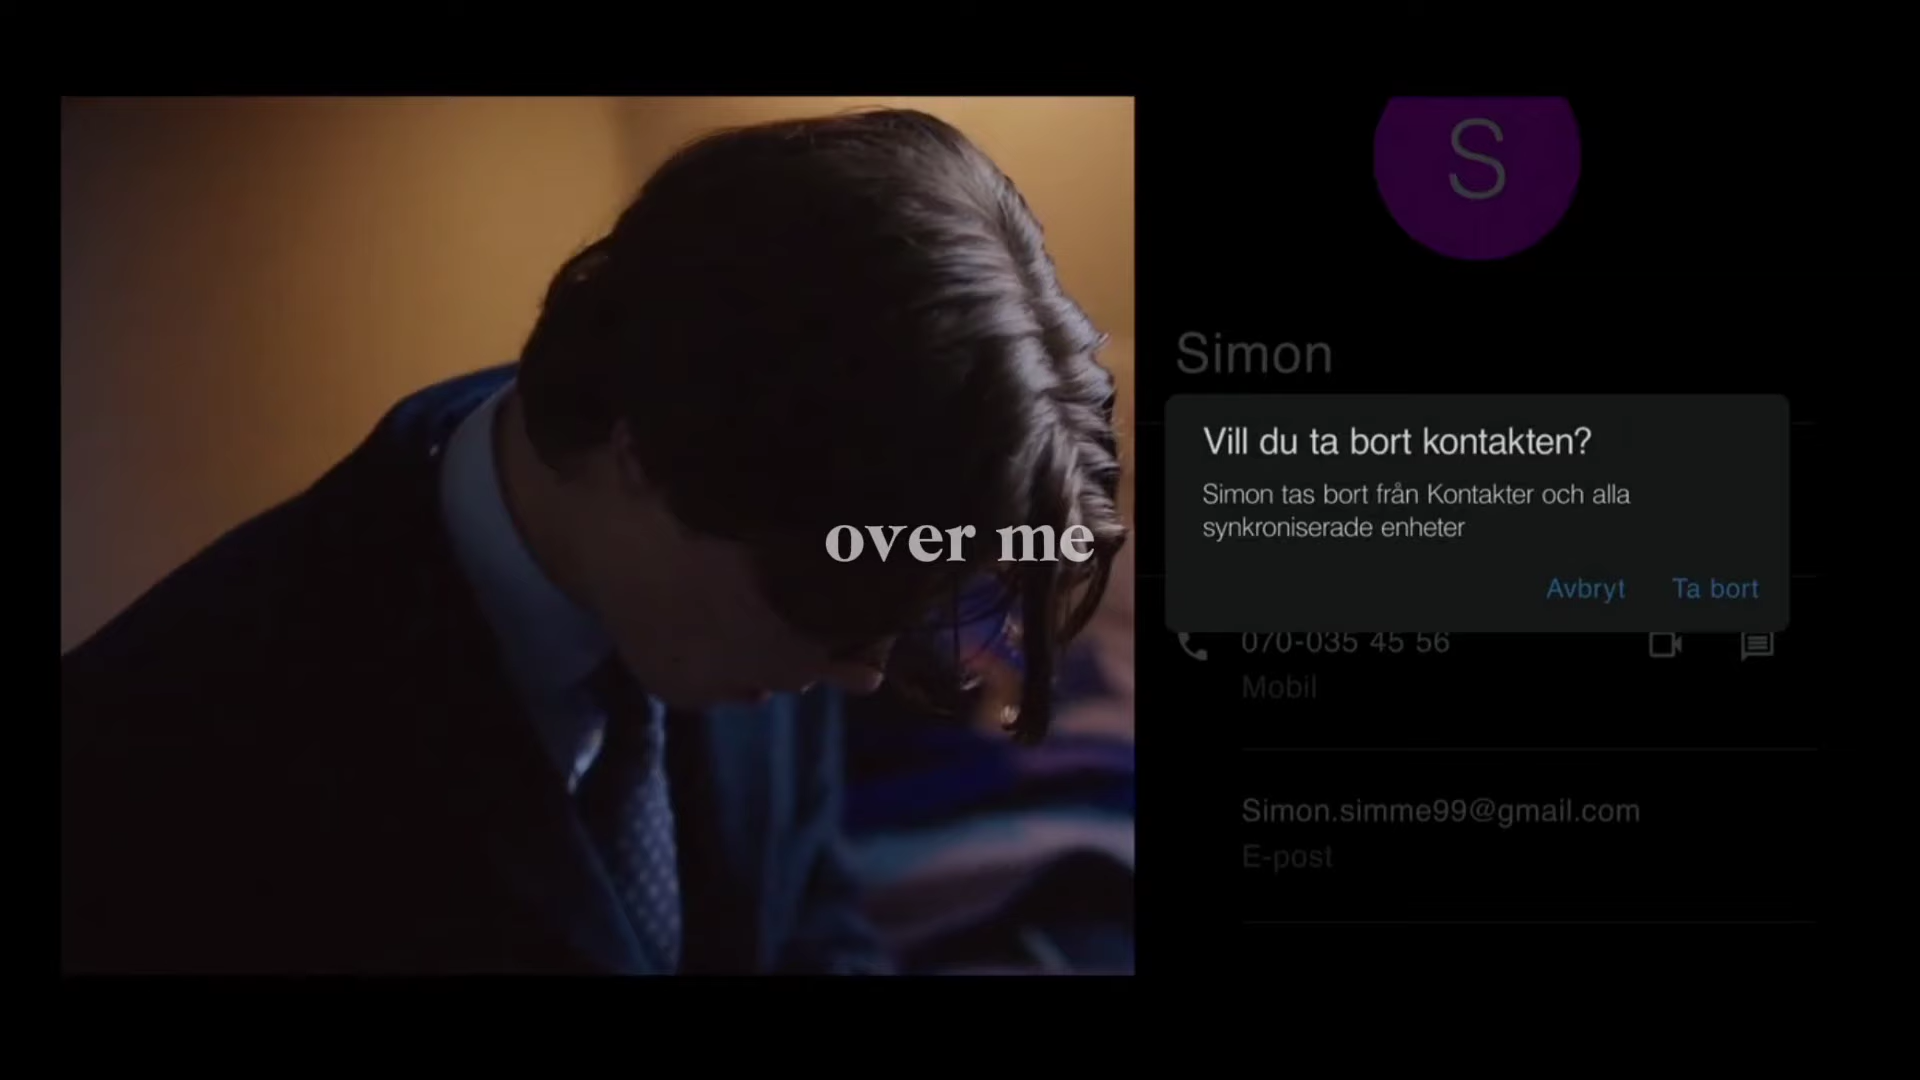 S
Simon
Vill du ta bort kontakten?
Simon tas bort från Kontakter och alla
synkroniserade enheter
Avbryt Ta bort
over me
070-035 45 56
Mobil
Simon.simme99@gmail.com
E-post